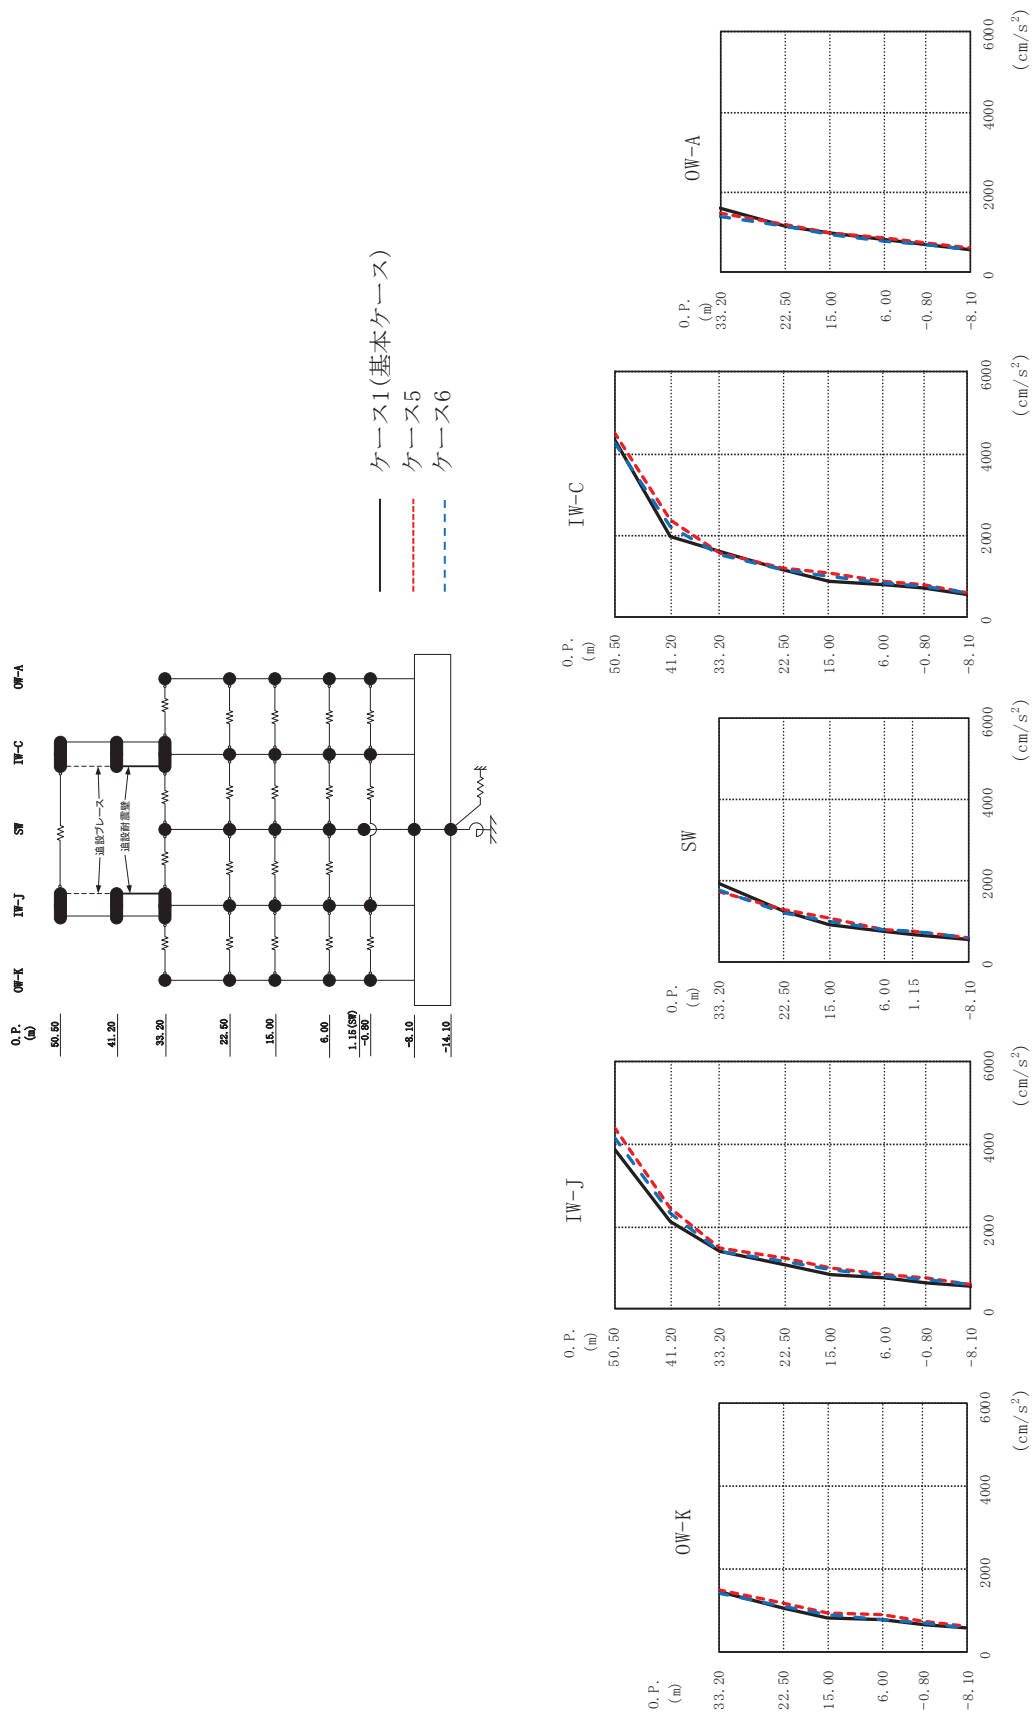 O.P.
(m)
OW-K
IW-J
SW
IW-C
OW-A
50.50
41.20
33.20
22.50
15.00
6.00
1.15(SW)
-0.80
-8.10
-14.10
追設ブレース
追設耐震壁
ケース1(基本ケース)
ケース5
ケース6
OW-K
O.P.
(m)
33.20
22.50
15.00
6.00
-0.80
-8.10
0
2000
4000
6000
(cm/s²)
IW-J
O.P.
(m)
50.50
41.20
33.20
22.50
15.00
6.00
-0.80
-8.10
0
2000
4000
6000
(cm/s²)
SW
O.P.
(m)
33.20
22.50
15.00
6.00
1.15
-8.10
0
2000
4000
6000
(cm/s²)
IW-C
O.P.
(m)
50.50
41.20
33.20
22.50
15.00
6.00
-0.80
-8.10
0
2000
4000
6000
(cm/s²)
OW-A
O.P.
(m)
33.20
22.50
15.00
6.00
-0.80
-8.10
0
2000
4000
6000
(cm/s²)